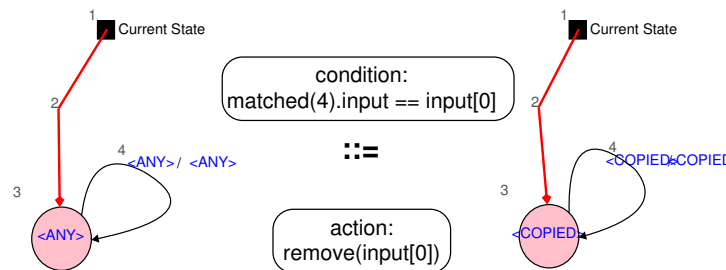 1
Current State
2
4
<ANY> / <ANY>
3
<ANY>
condition:
matched(4).input == input[0]
::=
action:
remove(input[0])
1
Current State
2
4
<COPIED>/<COPIED>
3
<COPIED>